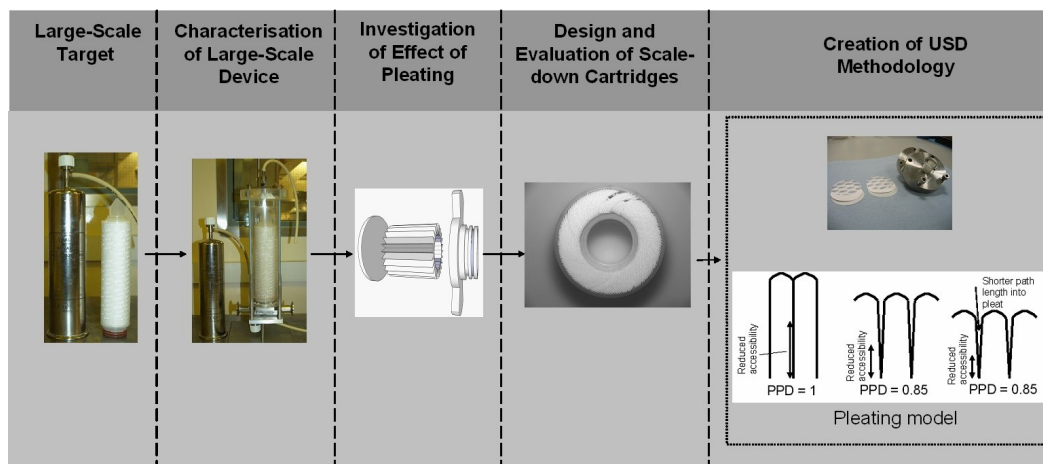 Large-Scale
Target
Characterisation
of Large-Scale
Device
Investigation
of Effect of
Pleating
Design and
Evaluation of Scale-
down Cartridges
Creation of USD
Methodology
Reduced
accessibility
PPD = 1
Reduced
accessibility
PPD = 0.85
Shorter path
length into
pleat
Reduced
accessibility
PPD = 0.85
Pleating model